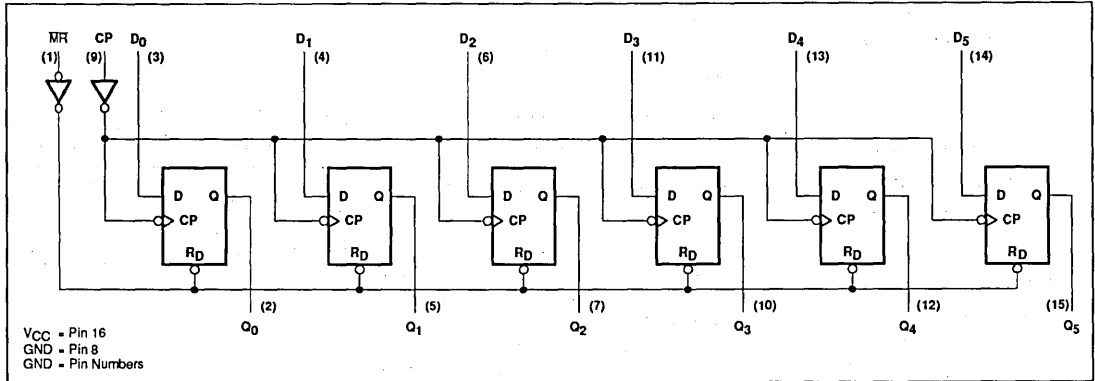 M̅R̅ CP D0 D1 D2 D3 D4 D5
(1) (9) (3) (4) (6) (11) (13) (14)
D Q D Q D Q D Q D Q D Q
CP CP CP CP CP CP
RD RD RD RD RD RD
(2) (5) (7) (10) (12) (15)
Q0 Q1 Q2 Q3 Q4 Q5
VCC = Pin 16
GND = Pin 8
GND = Pin Numbers